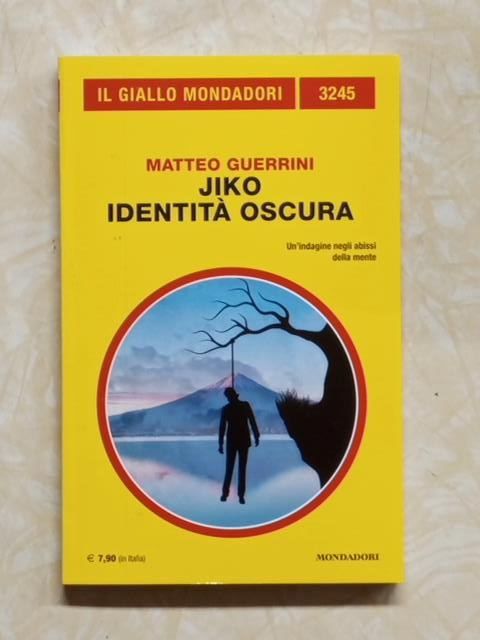 IL GIALLO MONDADORI 3245
MATTEO GUERRINI
JIKO
IDENTITÀ OSCURA
Un'indagine negli abissi
della mente
€ 7,90 (in Italia)
MONDADORI